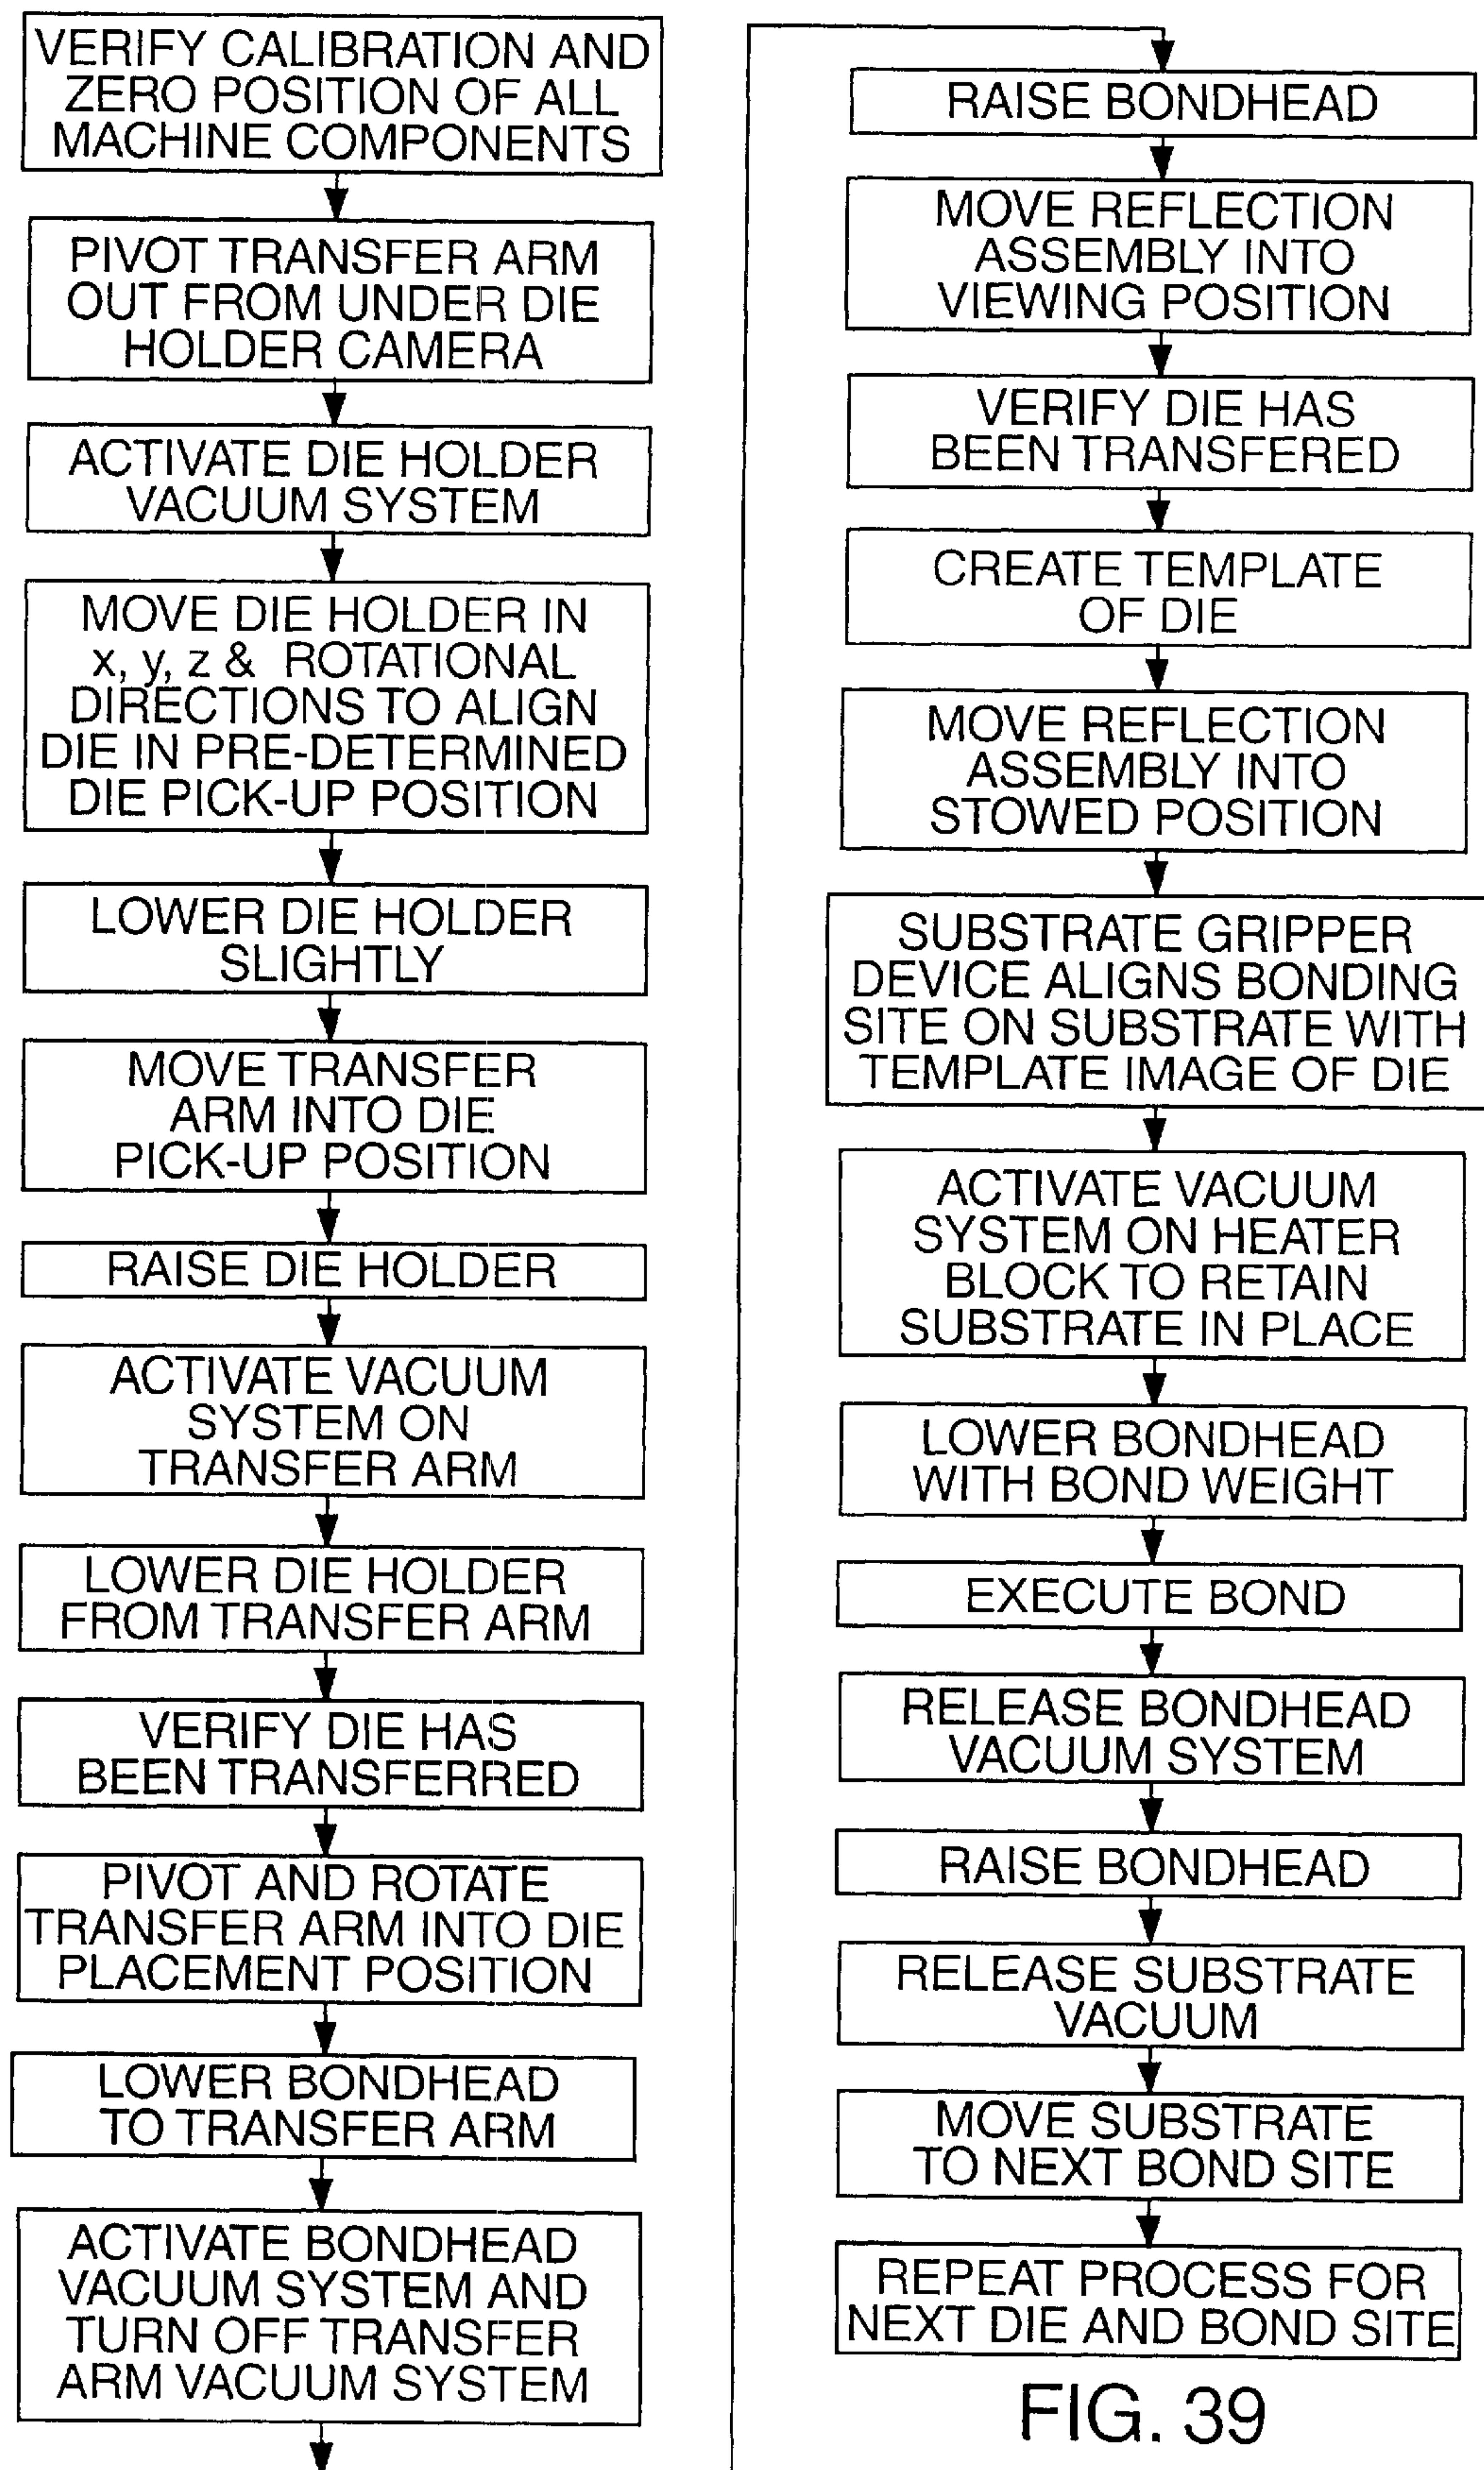 VERIFY CALIBRATION AND
ZERO POSITION OF ALL
MACHINE COMPONENTS
PIVOT TRANSFER ARM
OUT FROM UNDER DIE
HOLDER CAMERA
ACTIVATE DIE HOLDER
VACUUM SYSTEM
MOVE DIE HOLDER IN
x, y, z & ROTATIONAL
DIRECTIONS TO ALIGN
DIE IN PRE-DETERMINED
DIE PICK-UP POSITION
LOWER DIE HOLDER
SLIGHTLY
MOVE TRANSFER
ARM INTO DIE
PICK-UP POSITION
RAISE DIE HOLDER
ACTIVATE VACUUM
SYSTEM ON
TRANSFER ARM
LOWER DIE HOLDER
FROM TRANSFER ARM
VERIFY DIE HAS
BEEN TRANSFERRED
PIVOT AND ROTATE
TRANSFER ARM INTO DIE
PLACEMENT POSITION
LOWER BONDHEAD
TO TRANSFER ARM
ACTIVATE BONDHEAD
VACUUM SYSTEM AND
TURN OFF TRANSFER
ARM VACUUM SYSTEM
RAISE BONDHEAD
MOVE REFLECTION
ASSEMBLY INTO
VIEWING POSITION
VERIFY DIE HAS
BEEN TRANSFERED
CREATE TEMPLATE
OF DIE
MOVE REFLECTION
ASSEMBLY INTO
STOWED POSITION
SUBSTRATE GRIPPER
DEVICE ALIGNS BONDING
SITE ON SUBSTRATE WITH
TEMPLATE IMAGE OF DIE
ACTIVATE VACUUM
SYSTEM ON HEATER
BLOCK TO RETAIN
SUBSTRATE IN PLACE
LOWER BONDHEAD
WITH BOND WEIGHT
EXECUTE BOND
RELEASE BONDHEAD
VACUUM SYSTEM
RAISE BONDHEAD
RELEASE SUBSTRATE
VACUUM
MOVE SUBSTRATE
TO NEXT BOND SITE
REPEAT PROCESS FOR
NEXT DIE AND BOND SITE
FIG. 39